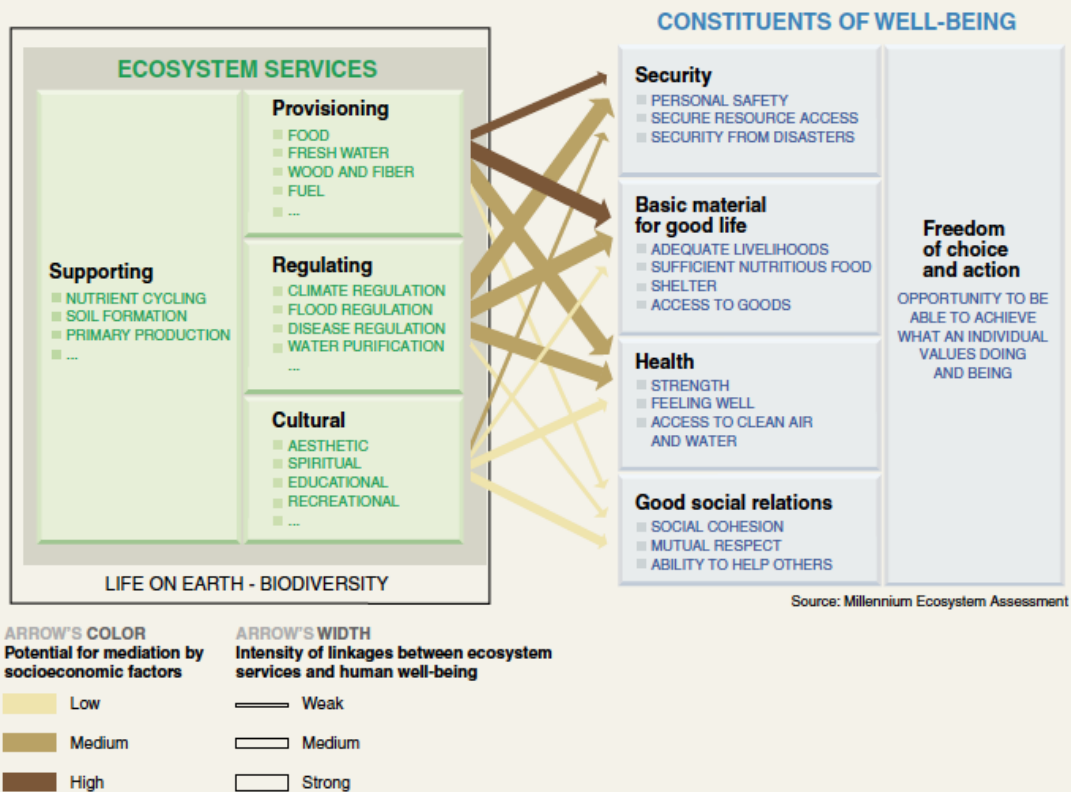 CONSTITUENTS OF WELL-BEING
ECOSYSTEM SERVICES
Supporting
NUTRIENT CYCLING
SOIL FORMATION
PRIMARY PRODUCTION
...
Provisioning
FOOD
FRESH WATER
WOOD AND FIBER
FUEL
...
Regulating
CLIMATE REGULATION
FLOOD REGULATION
DISEASE REGULATION
WATER PURIFICATION
...
Cultural
AESTHETIC
SPIRITUAL
EDUCATIONAL
RECREATIONAL
...
LIFE ON EARTH - BIODIVERSITY
Security
PERSONAL SAFETY
SECURE RESOURCE ACCESS
SECURITY FROM DISASTERS
Basic material
for good life
ADEQUATE LIVELIHOODS
SUFFICIENT NUTRITIOUS FOOD
SHELTER
ACCESS TO GOODS
Health
STRENGTH
FEELING WELL
ACCESS TO CLEAN AIR
AND WATER
Good social relations
SOCIAL COHESION
MUTUAL RESPECT
ABILITY TO HELP OTHERS
Freedom
of choice
and action
OPPORTUNITY TO BE
ABLE TO ACHIEVE
WHAT AN INDIVIDUAL
VALUES DOING
AND BEING
Source: Millennium Ecosystem Assessment
ARROW'S COLOR
Potential for mediation by
socioeconomic factors
Low
Medium
High
ARROW'S WIDTH
Intensity of linkages between ecosystem
services and human well-being
Weak
Medium
Strong